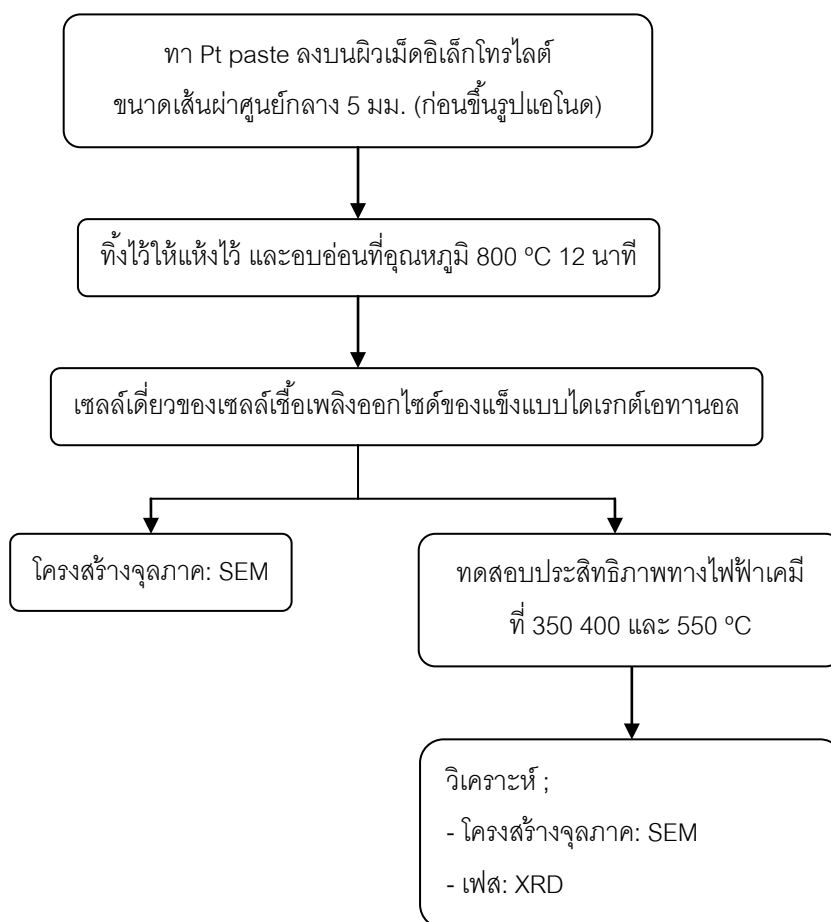 ทา Pt paste ลงบนผิวเม็ดอิเล็กโทรไลต์
ขนาดเส้นผ่าศูนย์กลาง 5 มม. (ก่อนขึ้นรูปแอโนด)
ทิ้งไว้ให้แห้งไว้ และอบอ่อนที่อุณหภูมิ 800 ºC 12 นาที
เซลล์เดี่ยวของเซลล์เชื้อเพลิงออกไซด์ของแข็งแบบไดเรกต์เอทานอล
โครงสร้างจุลภาค: SEM
ทดสอบประสิทธิภาพทางไฟฟ้าเคมี
ที่ 350 400 และ 550 ºC
วิเคราะห์ ;
- โครงสร้างจุลภาค: SEM
- เฟส: XRD